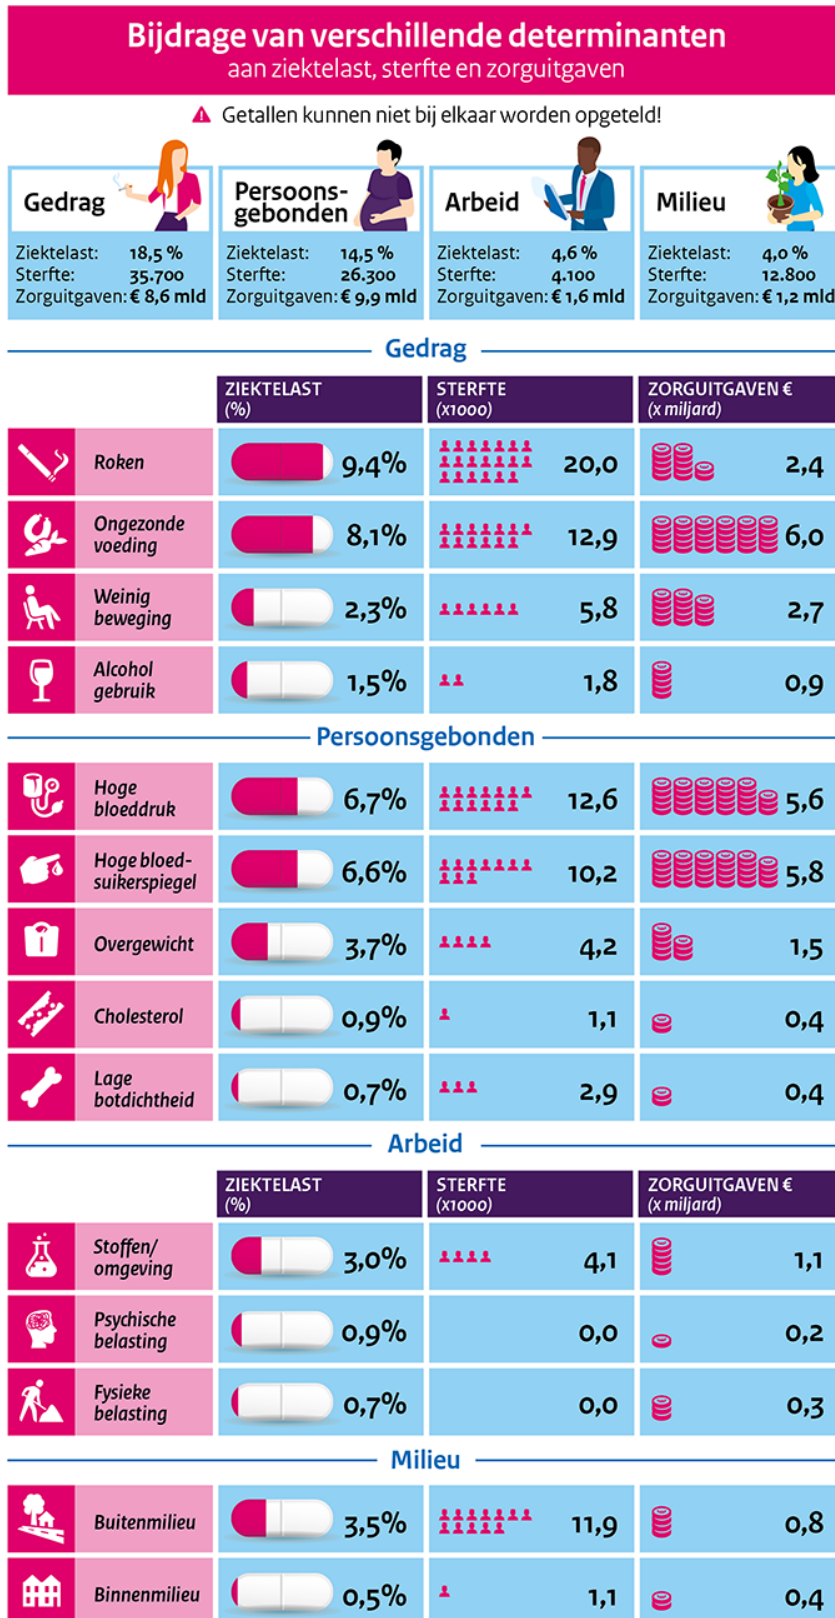 Bijdrage van verschillende determinanten
aan ziektelast, sterfte en zorguitgaven
Getallen kunnen niet bij elkaar worden opgeteld!
Gedrag
Ziektelast: 18,5 %
Sterfte: 35.700
Zorguitgaven: € 8,6 mld
Persoons-
gebonden
Ziektelast: 14,5 %
Sterfte: 26.300
Zorguitgaven: € 9,9 mld
Arbeid
Ziektelast: 4,6 %
Sterfte: 4.100
Zorguitgaven: € 1,6 mld
Milieu
Ziektelast: 4,0 %
Sterfte: 12.800
Zorguitgaven: € 1,2 mld
Gedrag
ZIEKTELAST STERFTE ZORGUITGAVEN €
(%) (x1000) (x miljard)
Roken 9,4% 20,0 2,4
Ongezonde
voeding 8,1% 12,9 6,0
Weinig
beweging 2,3% 5,8 2,7
Alcohol
gebruik 1,5% 1,8 0,9
Persoonsgebonden
Hoge
bloeddruk 6,7% 12,6 5,6
Hoge bloed-
suikerspiegel 6,6% 10,2 5,8
Overgewicht 3,7% 4,2 1,5
Cholesterol 0,9% 1,1 0,4
Lage
botdichtheid 0,7% 2,9 0,4
Arbeid
ZIEKTELAST STERFTE ZORGUITGAVEN €
(%) (x1000) (x miljard)
Stoffen/
omgeving 3,0% 4,1 1,1
Psychische
belasting 0,9% 0,0 0,2
Fysieke
belasting 0,7% 0,0 0,3
Milieu
Buitenmilieu 3,5% 11,9 0,8
Binnenmilieu 0,5% 1,1 0,4